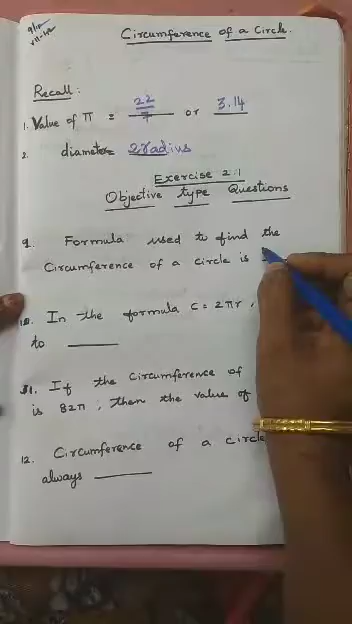 Circumference of a Circle.
Recall:
1. Value of π = 22/7 or 3.14
2. diameter = 2radius
Exercise 2.1
Objective type Questions
9. Formula used to find the
Circumference of a circle is
10. In the formula C = 2πr,
to ______
11. If the circumference of
is 82π, then the value of
12. Circumference of a circle
always ______